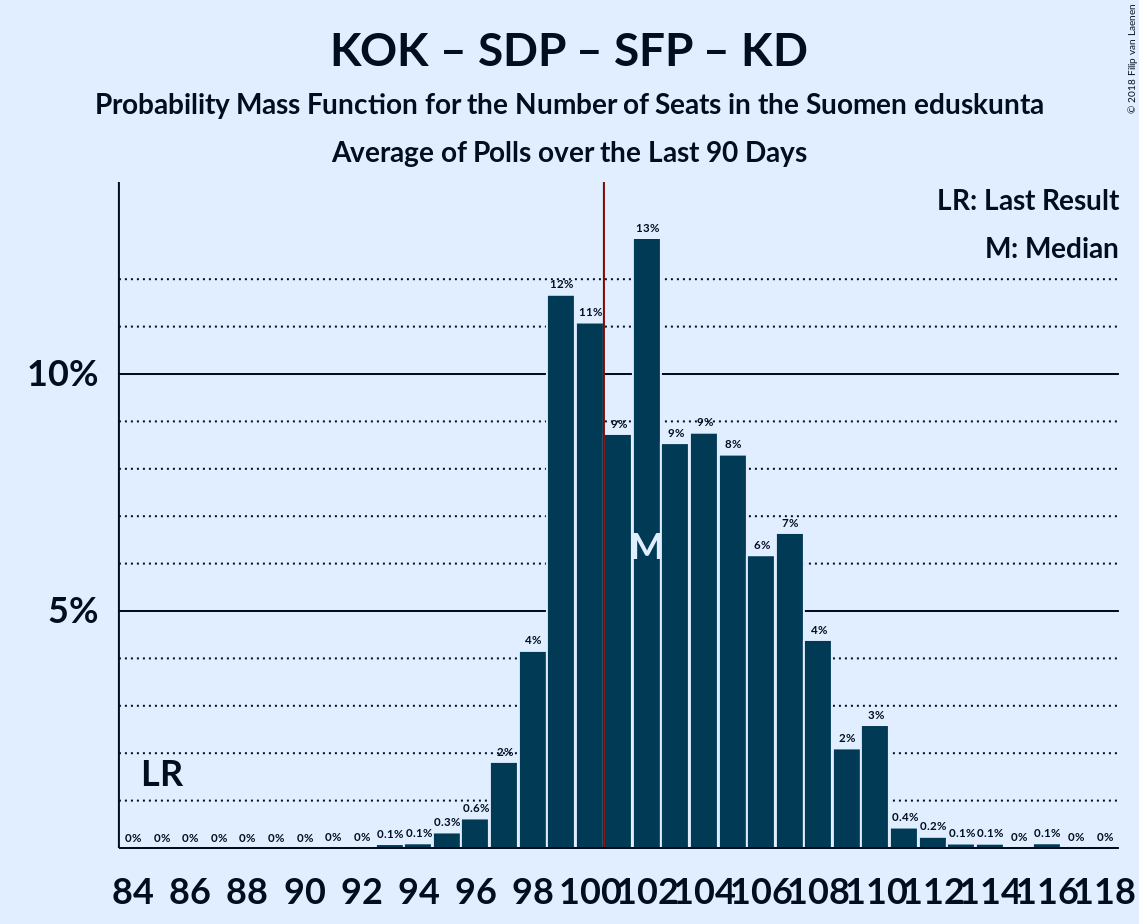 KOK – SDP – SFP – KD
Probability Mass Function for the Number of Seats in the Suomen eduskunta
Average of Polls over the Last 90 Days
© 2018 Filip van Laenen
LR: Last Result
M: Median
13%
12%
11%
10%
9% 9% 9%
8%
7%
M
6%
5%
4% 4%
3%
2% 2%
LR
0% 0% 0% 0% 0% 0% 0% 0% 0% 0.1% 0.1% 0.3% 0.6% 0.4% 0.2% 0.1% 0.1% 0% 0.1% 0% 0%
84 86 88 90 92 94 96 98 100 102 104 106 108 110 112 114 116 118